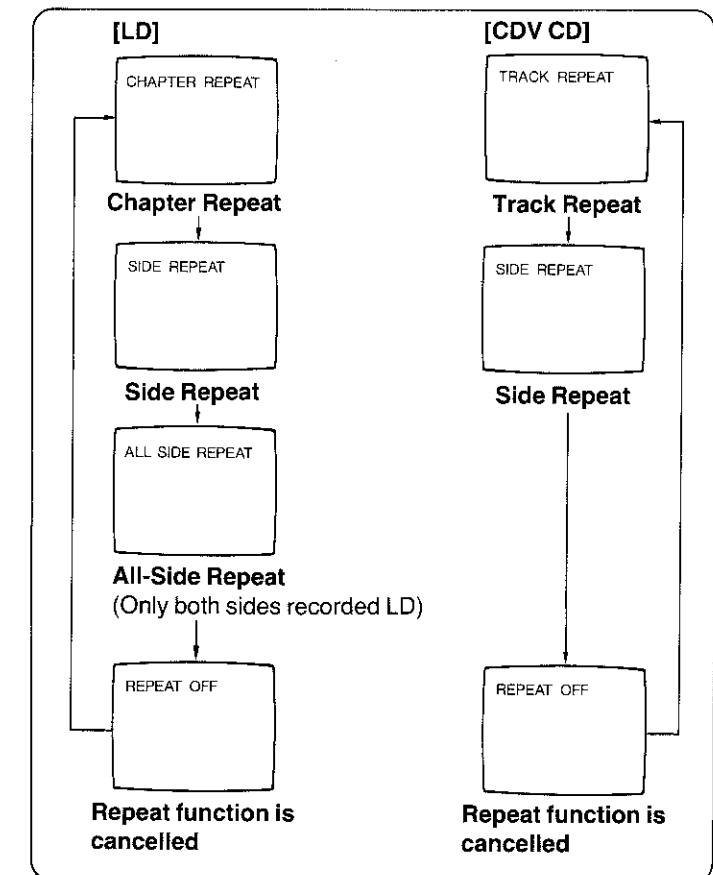 [LD]
CHAPTER REPEAT
Chapter Repeat
SIDE REPEAT
Side Repeat
ALL SIDE REPEAT
All-Side Repeat
(Only both sides recorded LD)
REPEAT OFF
Repeat function is
cancelled
[CDV CD]
TRACK REPEAT
Track Repeat
SIDE REPEAT
Side Repeat
REPEAT OFF
Repeat function is
cancelled